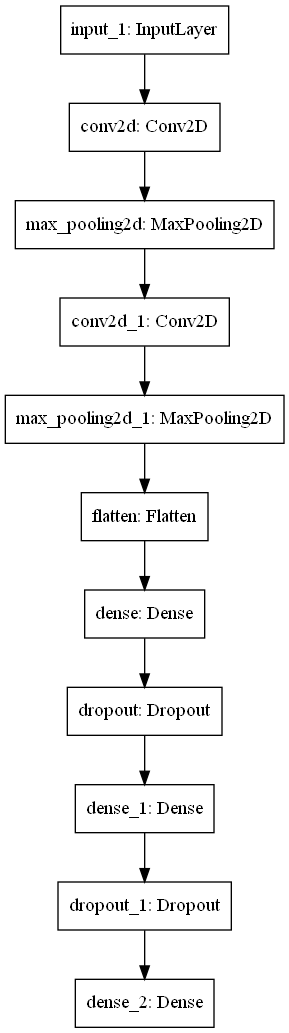 input_1: InputLayer
conv2d: Conv2D
max_pooling2d: MaxPooling2D
conv2d_1: Conv2D
max_pooling2d_1: MaxPooling2D
flatten: Flatten
dense: Dense
dropout: Dropout
dense_1: Dense
dropout_1: Dropout
dense_2: Dense